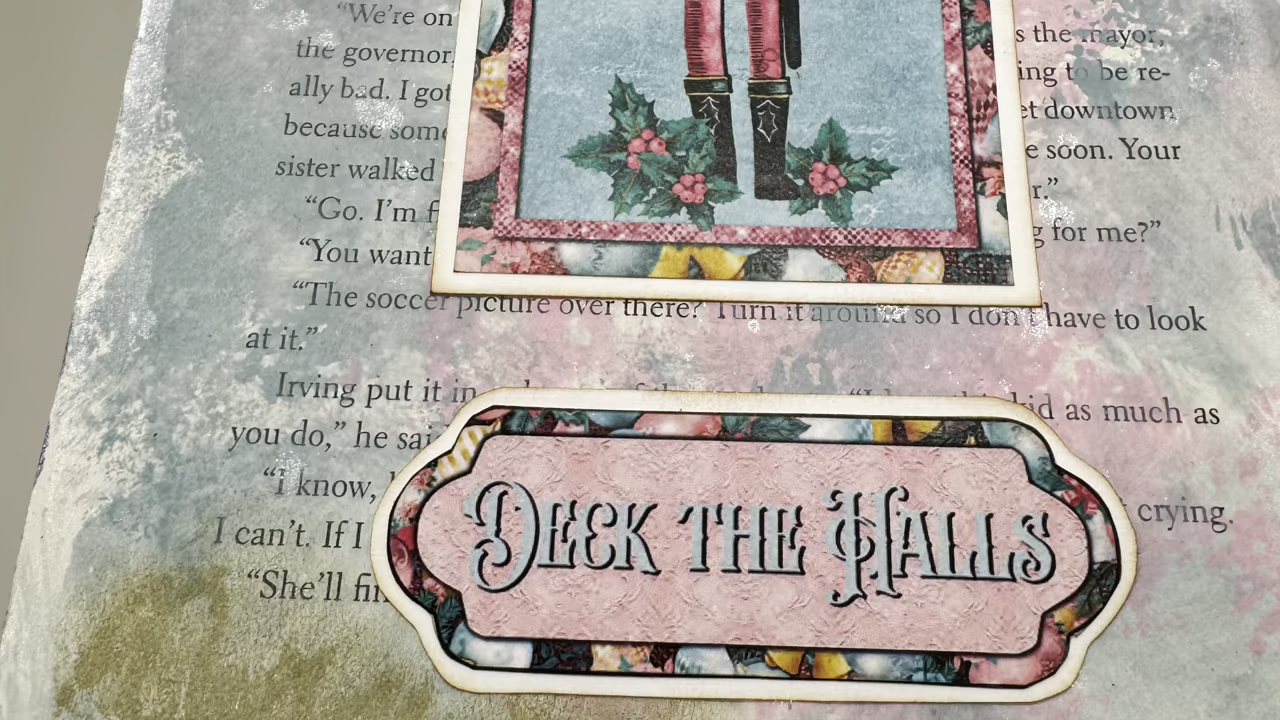 "We're on s the mayor,
the governor, ing to be re-
ally bad. I got et downtown
because some e soon. Your
sister walked r."
"Go. I'm f g for me?"
"You want
"The soccer picture over there? Turn it around so I don't have to look
at it."
Irving put it in kid as much as
you do," he sai
"I know, crying.
I can't. If I
"She'll fin
DECK THE HALLS